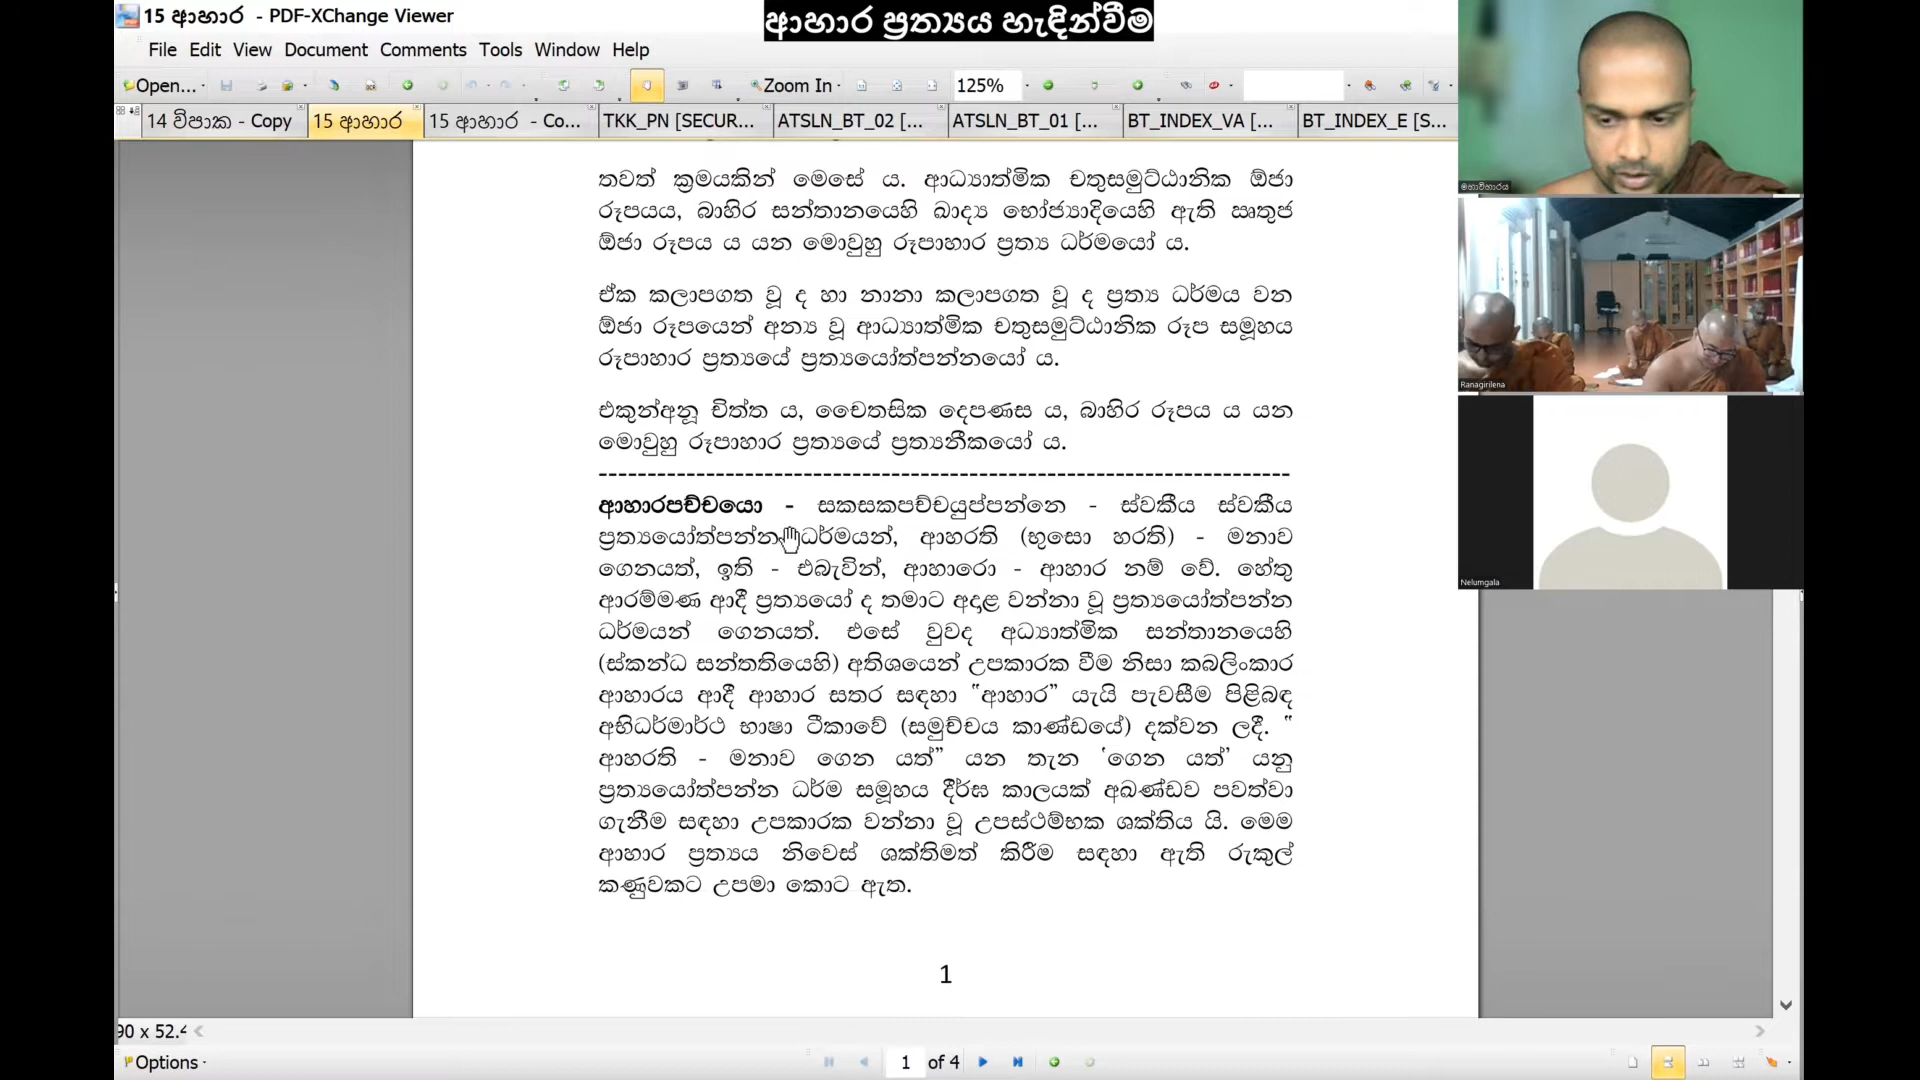 15 ආහාර - PDF-XChange Viewer
ආහාර ප්‍රත්‍යය හැඳින්වීම
File Edit View Document Comments Tools Window Help
Open... Zoom In 125%
14 විපාක - Copy 15 ආහාර 15 ආහාර - Co... TKK_PN [SECUR... ATSLN_BT_02 [... ATSLN_BT_01 [... BT_INDEX_VA [... BT_INDEX_E [S...
මහාවිහාරය
Ranagirilena
Nelumgala
තවත් ක්‍රමයකින් මෙසේ ය. ආධ්‍යාත්මික චතුසමුට්ඨානික ඕජා
රූපයය, බාහිර සන්තානයෙහි ඛාද්‍ය භෝජ්‍යාදියෙහි ඇති ඍතුජ
ඕජා රූපය ය යන මොවුහු රූපාහාර ප්‍රත්‍ය ධර්මයෝ ය.
ඒක කලාපගත වූ ද හා නානා කලාපගත වූ ද ප්‍රත්‍ය ධර්මය වන
ඕජා රූපයෙන් අන්‍ය වූ ආධ්‍යාත්මික චතුසමුට්ඨානික රූප සමූහය
රූපාහාර ප්‍රත්‍යයේ ප්‍රත්‍යයෝත්පන්නයෝ ය.
එකුන්අනූ චිත්ත ය, චෛතසික දෙපණස ය, බාහිර රූපය ය යන
මොවුහු රූපාහාර ප්‍රත්‍යයේ ප්‍රත්‍යනීකයෝ ය.
-----------------------------------------------------------------------
ආහාරපච්චයො - සකසකපච්චයුප්පන්නෙ - ස්වකීය ස්වකීය
ප්‍රත්‍යයෝත්පන්න ධර්මයන්, ආහරති (භුසො හරති) - මනාව
ගෙනයත්, ඉති - එබැවින්, ආහාරො - ආහාර නම් වේ. හේතු
ආරම්මණ ආදී ප්‍රත්‍යයෝ ද තමාට අදාළ වන්නා වූ ප්‍රත්‍යයෝත්පන්න
ධර්මයන් ගෙනයත්. එසේ වුවද අධ්‍යාත්මික සන්තානයෙහි
(ස්කන්ධ සන්තතියෙහි) අතිශයෙන් උපකාරක වීම නිසා කබලිංකාර
ආහාරය ආදී ආහාර සතර සඳහා “ආහාර” යැයි පැවසීම පිළිබඳ
අභිධර්මාර්ථ භාෂා ටීකාවේ (සමුච්චය කාණ්ඩයේ) දක්වන ලදී. “
ආහරති - මනාව ගෙන යත්” යන තැන ‘ගෙන යත්’ යනු
ප්‍රත්‍යයෝත්පන්න ධර්ම සමූහය දීර්ඝ කාලයක් අඛණ්ඩව පවත්වා
ගැනීම සඳහා උපකාරක වන්නා වූ උපස්ථම්භක ශක්තිය යි. මෙම
ආහාර ප්‍රත්‍යය නිවෙස් ශක්තිමත් කිරීම සඳහා ඇති රුකුල්
කණුවකට උපමා කොට ඇත.
1
90 x 52.4
Options 1 of 4